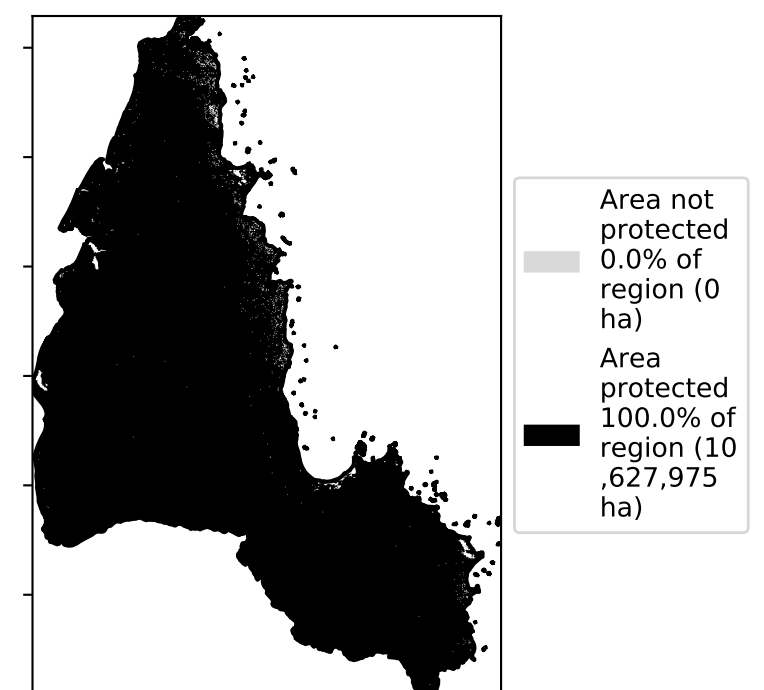 Area not
protected
0.0% of
region (0
ha)
Area
protected
100.0% of
region (10
,627,975
ha)